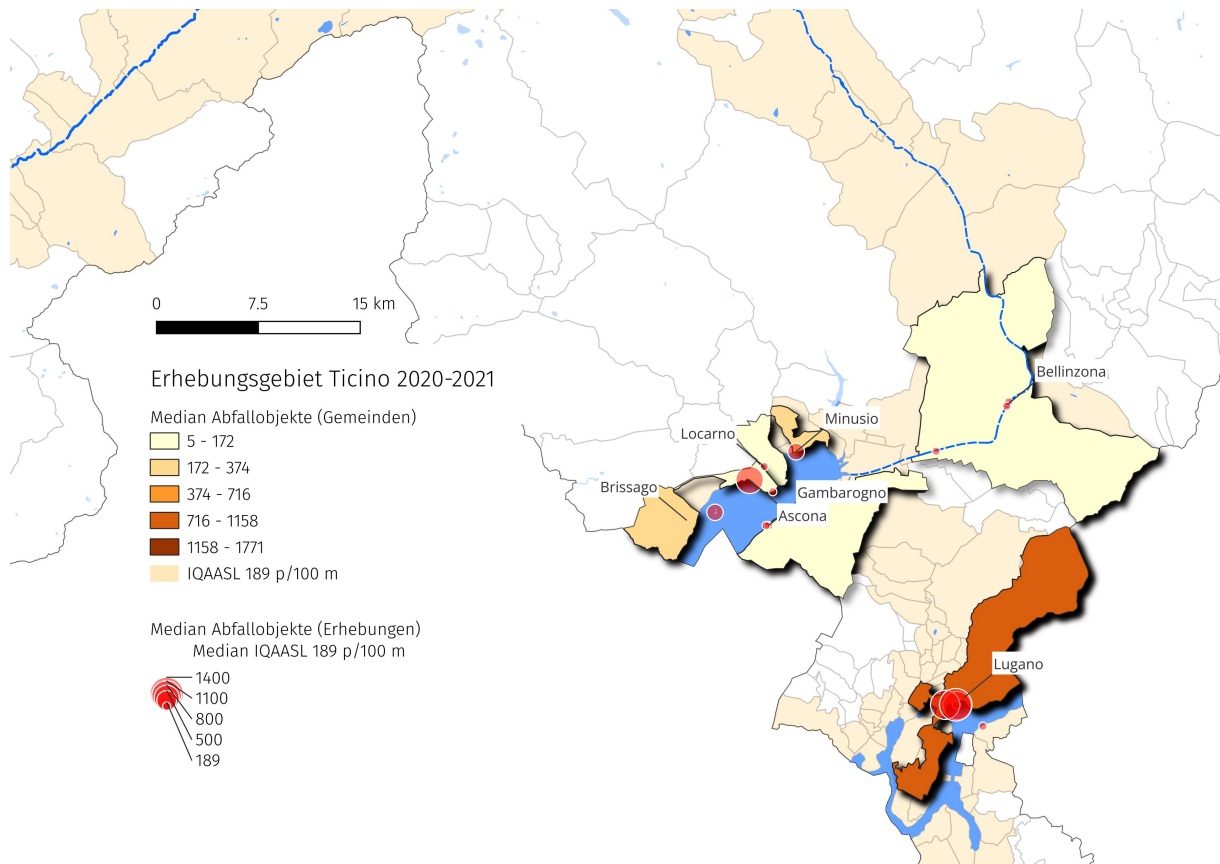 0 7.5 15 km
Erhebungsgebiet Ticino 2020-2021
Median Abfallobjekte (Gemeinden)
5 - 172
172 - 374
374 - 716
716 - 1158
1158 - 1771
IQAASL 189 p/100 m
Median Abfallobjekte (Erhebungen)
Median IQAASL 189 p/100 m
1400
1100
800
500
189
Bellinzona
Minusio
Locarno
Brissago
Gambarogno
Ascona
Lugano